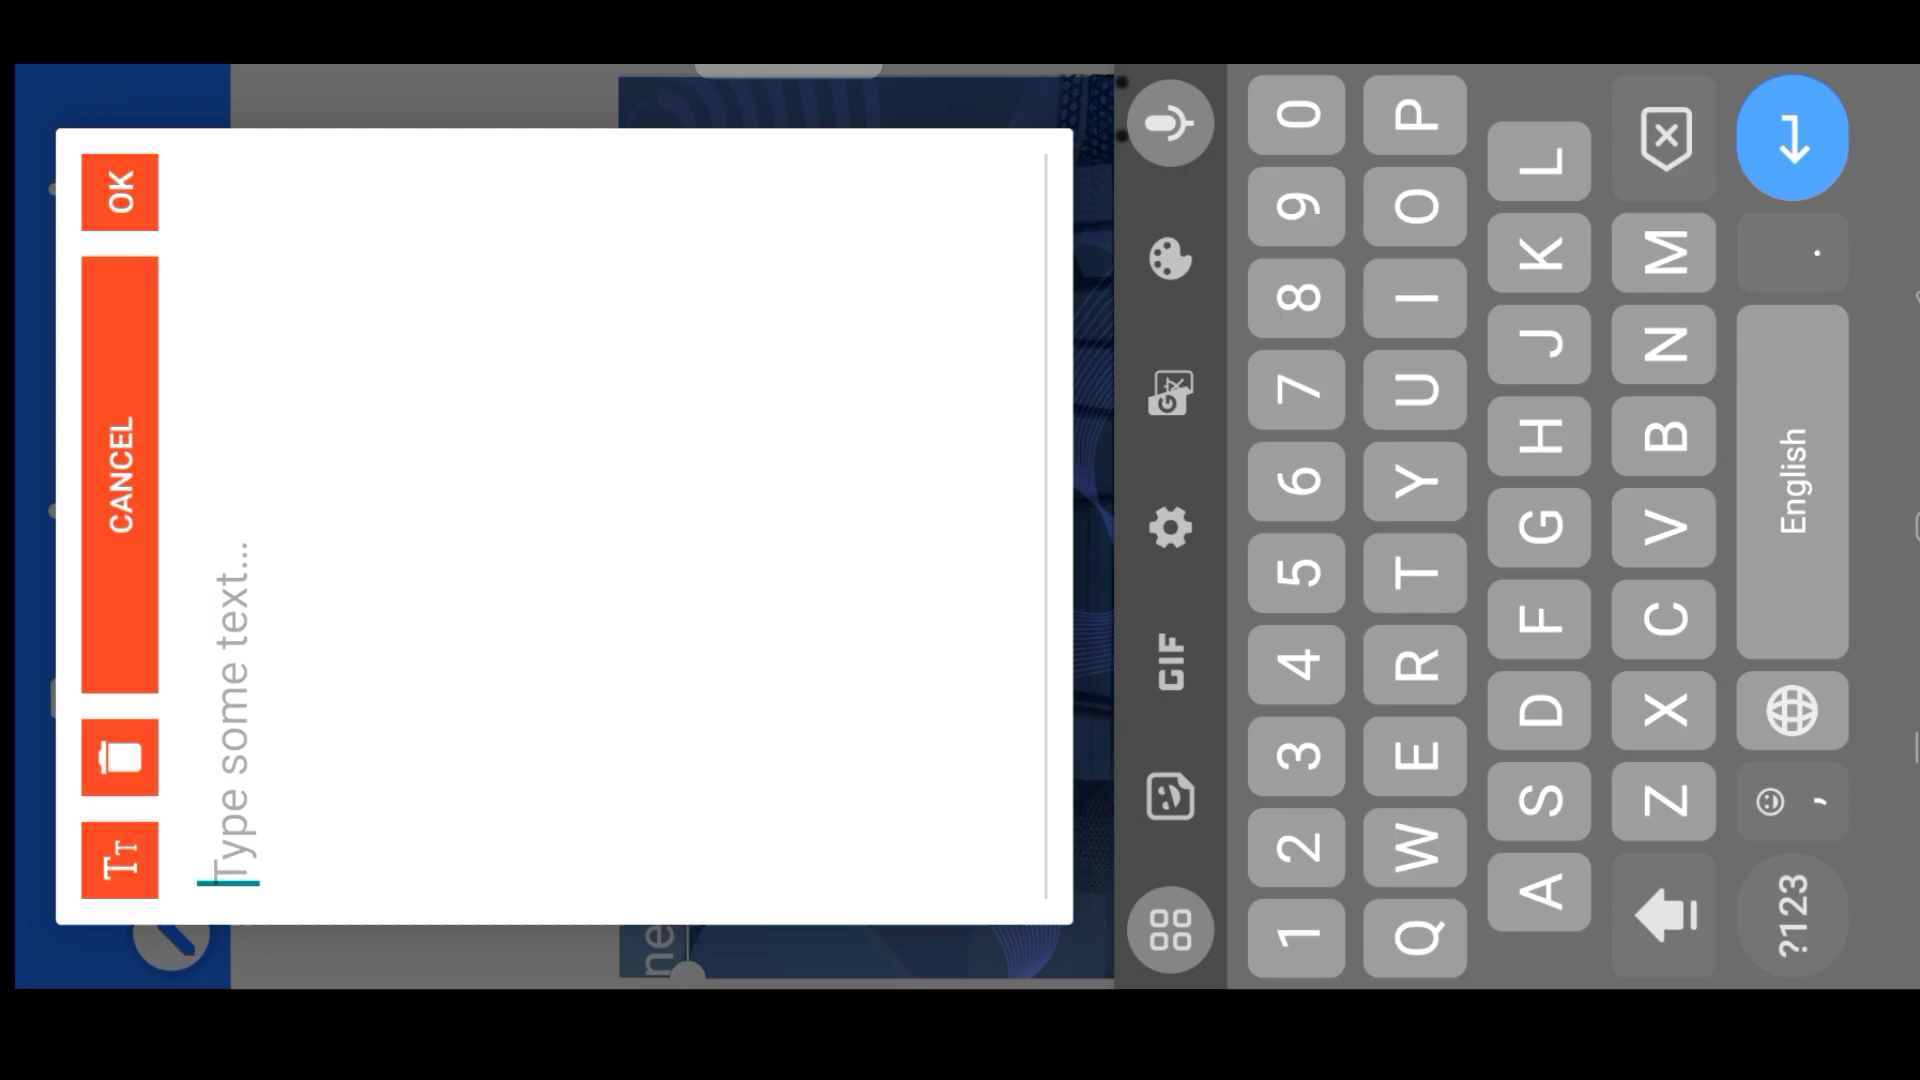 Type some text...
CANCEL
OK
ne
GIF
1 2 3 4 5 6 7 8 9 0
Q W E R T Y U I O P
A S D F G H J K L
Z X C V B N M
?123
,
English
.